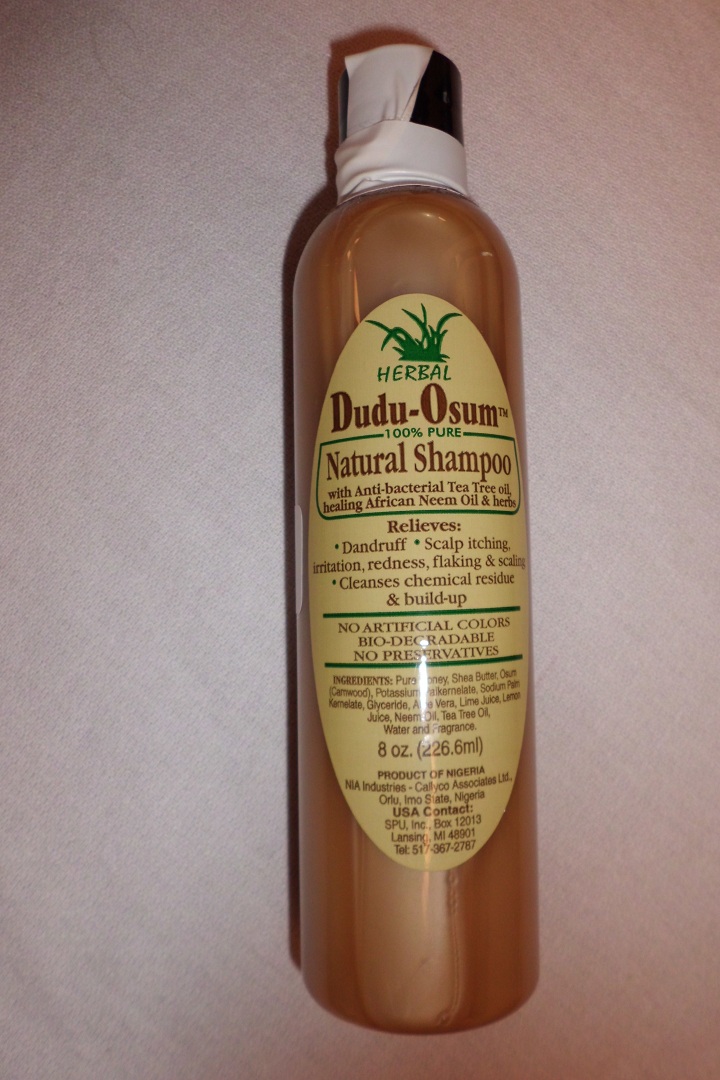 HERBAL
Dudu-Osum™
100% PURE
Natural Shampoo
with Anti-bacterial Tea Tree oil,
healing African Neem Oil & herbs
Relieves:
• Dandruff • Scalp itching,
irritation, redness, flaking & scaling
• Cleanses chemical residue
& build-up
NO ARTIFICIAL COLORS
BIO-DEGRADABLE
NO PRESERVATIVES
INGREDIENTS: Pure Honey, Shea Butter, Osum
(Camwood), Potassium Palm
Kernelate, Glyceride, Aloe Vera, Lime Juice, Lemon
Juice, Neem Oil, Tea Tree Oil,
Water and Fragrance.
8 oz. (226.6ml)
PRODUCT OF NIGERIA
NIA Industries - Callyco Associates Ltd.,
Orlu, Imo State, Nigeria
USA Contact:
SPU, Inc., Box 12013
Lansing, MI 48901
Tel: 517-367-2787